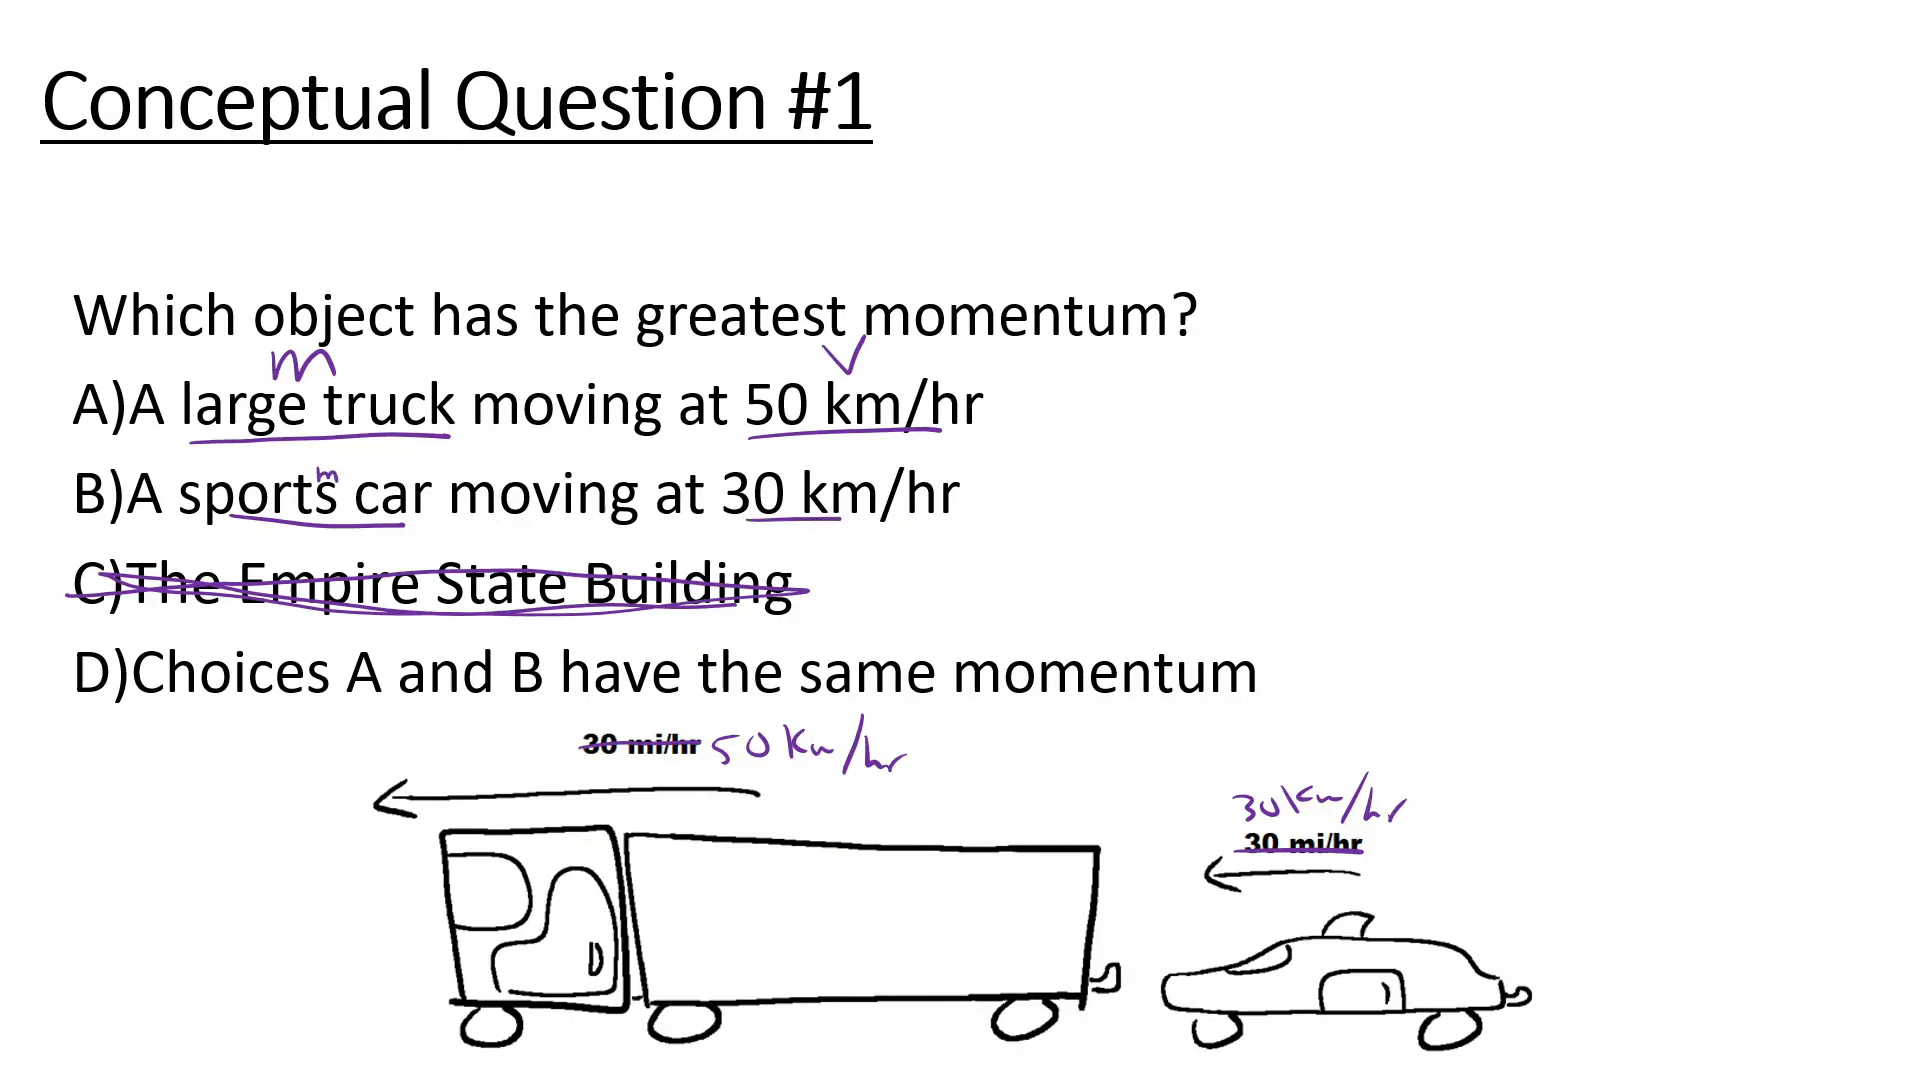 Conceptual Question #1
Which object has the greatest momentum?
m v
A)A large truck moving at 50 km/hr
m
B)A sports car moving at 30 km/hr
C)The Empire State Building
D)Choices A and B have the same momentum
30 mi/hr 50 km/hr
30 km/hr
30 mi/hr